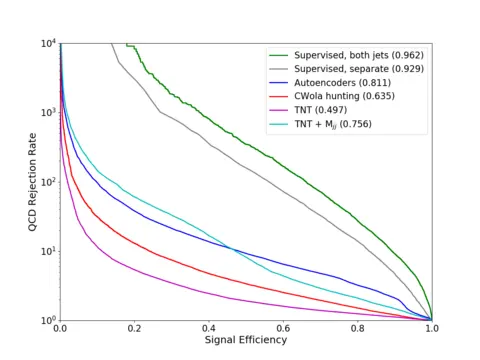 10⁴
10³
10²
10¹
10⁰
QCD Rejection Rate
Supervised, both jets (0.962)
Supervised, separate (0.929)
Autoencoders (0.811)
CWola hunting (0.635)
TNT (0.497)
TNT + Mjj (0.756)
0.0 0.2 0.4 0.6 0.8 1.0
Signal Efficiency